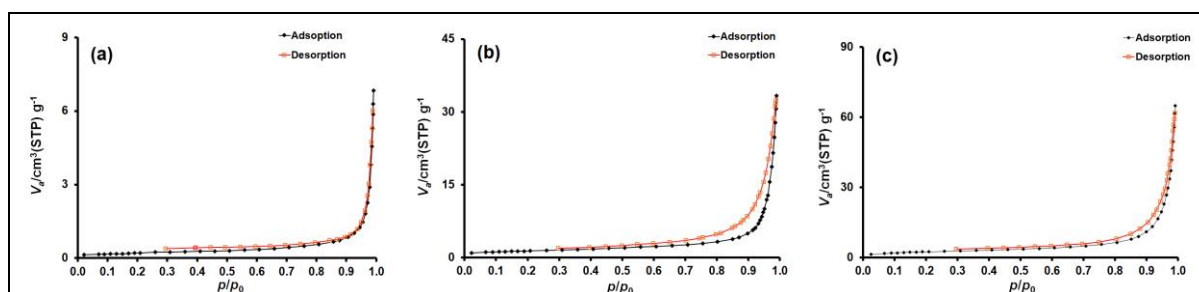 (a)
Adsorption
Desorption
Vₐ/cm³(STP) g⁻¹
9
6
3
0
0.0 0.1 0.2 0.3 0.4 0.5 0.6 0.7 0.8 0.9 1.0
p/p₀
(b)
Adsorption
Desorption
Vₐ/cm³(STP) g⁻¹
45
30
15
0
0.0 0.1 0.2 0.3 0.4 0.5 0.6 0.7 0.8 0.9 1.0
p/p₀
(c)
Adsorption
Desorption
Vₐ/cm³(STP) g⁻¹
90
60
30
0
0.0 0.1 0.2 0.3 0.4 0.5 0.6 0.7 0.8 0.9 1.0
p/p₀